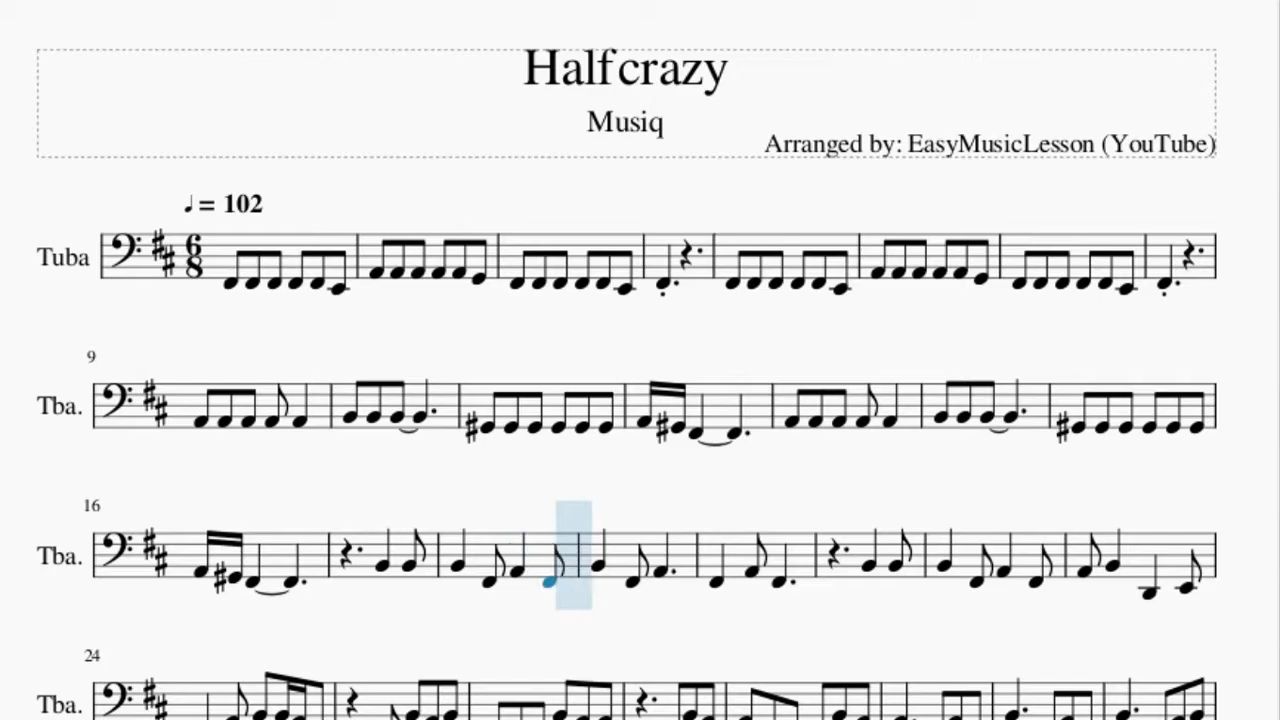 Halfcrazy
Musiq
Arranged by: EasyMusicLesson (YouTube)
♩ = 102
Tuba
6
8
9
Tba.
16
Tba.
24
Tba.